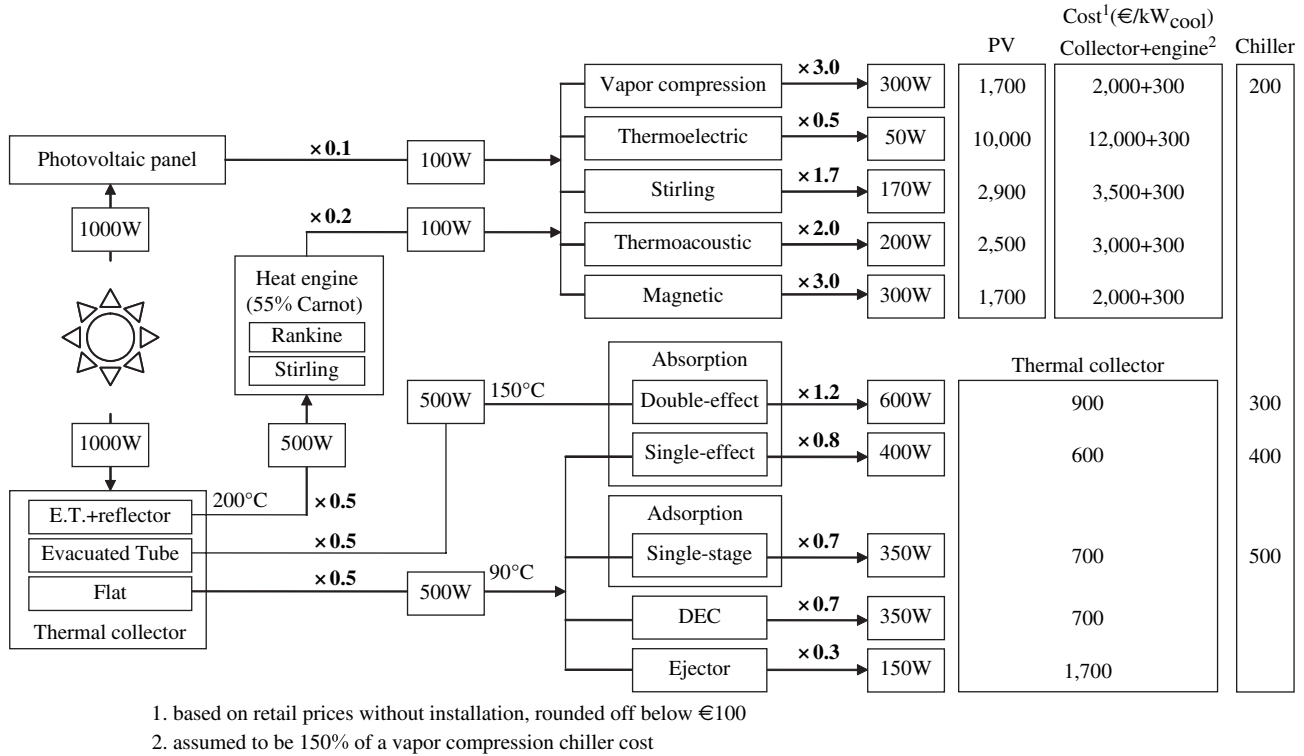 Cost¹(€/kWcool)
PV Collector+engine² Chiller
Vapor compression ×3.0 300W 1,700 2,000+300 200
Thermoelectric ×0.5 50W 10,000 12,000+300
Photovoltaic panel ×0.1 100W
Stirling ×1.7 170W 2,900 3,500+300
1000W ×0.2 100W
Thermoacoustic ×2.0 200W 2,500 3,000+300
Heat engine
(55% Carnot)
Magnetic ×3.0 300W 1,700 2,000+300
Rankine
Stirling
Absorption Thermal collector
500W 150°C Double-effect ×1.2 600W 900 300
1000W 500W Single-effect ×0.8 400W 600 400
200°C
E.T.+reflector ×0.5
Adsorption
Evacuated Tube ×0.5 Single-stage ×0.7 350W 700 500
Flat ×0.5 500W 90°C
DEC ×0.7 350W 700
Thermal collector
Ejector ×0.3 150W 1,700
1. based on retail prices without installation, rounded off below €100
2. assumed to be 150% of a vapor compression chiller cost